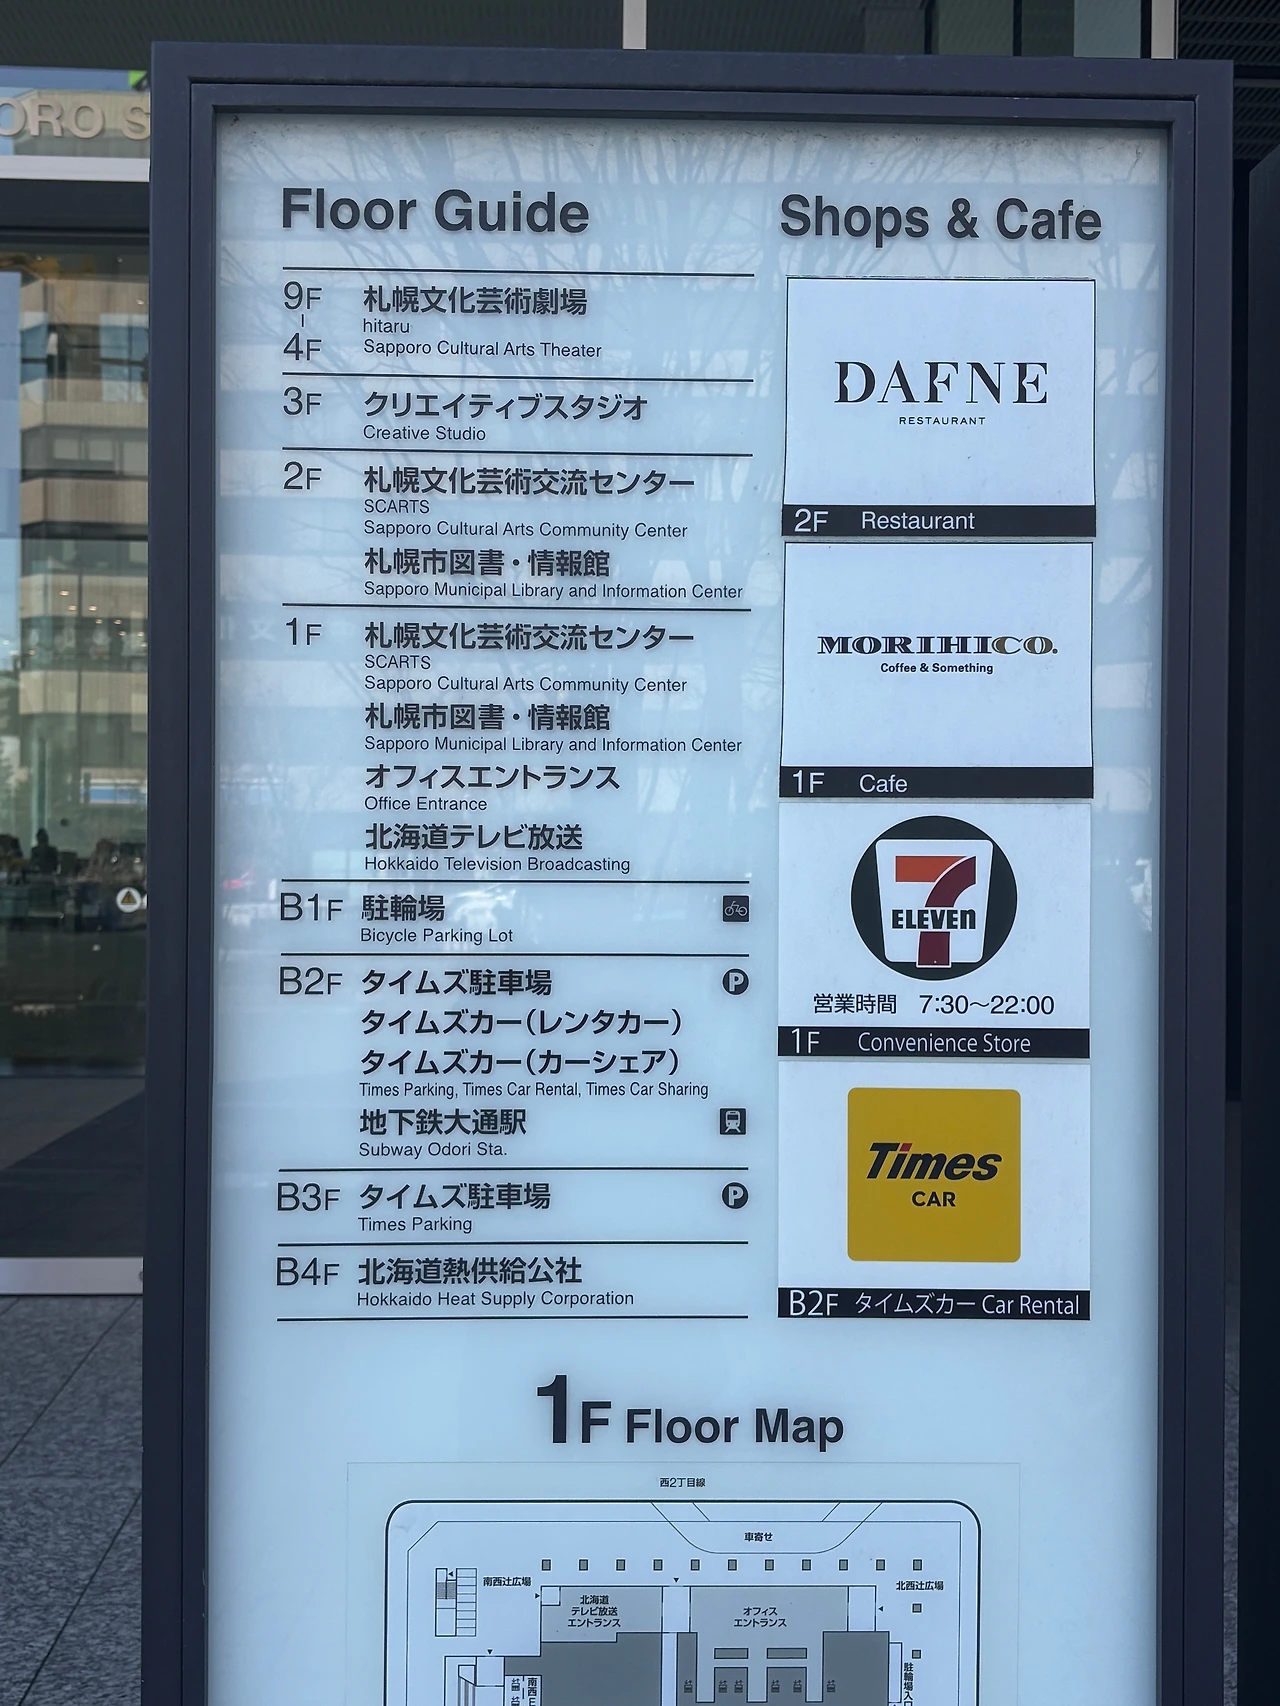 ORO S
Floor Guide
9F
4F
札幌文化芸術劇場
hitaru
Sapporo Cultural Arts Theater
3F クリエイティブスタジオ
Creative Studio
2F 札幌文化芸術交流センター
SCARTS
Sapporo Cultural Arts Community Center
札幌市図書・情報館
Sapporo Municipal Library and Information Center
1F 札幌文化芸術交流センター
SCARTS
Sapporo Cultural Arts Community Center
札幌市図書・情報館
Sapporo Municipal Library and Information Center
オフィスエントランス
Office Entrance
北海道テレビ放送
Hokkaido Television Broadcasting
B1F 駐輪場
Bicycle Parking Lot
B2F タイムズ駐車場 P
タイムズカー（レンタカー）
タイムズカー（カーシェア）
Times Parking, Times Car Rental, Times Car Sharing
地下鉄大通駅
Subway Odori Sta.
B3F タイムズ駐車場 P
Times Parking
B4F 北海道熱供給公社
Hokkaido Heat Supply Corporation
Shops & Cafe
DAFNE
RESTAURANT
2F Restaurant
MORIHICO.
Coffee & Something
1F Cafe
7
ELEVEn
営業時間 7:30〜22:00
1F Convenience Store
Times
CAR
B2F タイムズカー Car Rental
1F Floor Map
西2丁目線
車寄せ
南西辻広場
北西辻広場
北海道
テレビ放送
エントランス
オフィス
エントランス
南西E
駐輪場入口